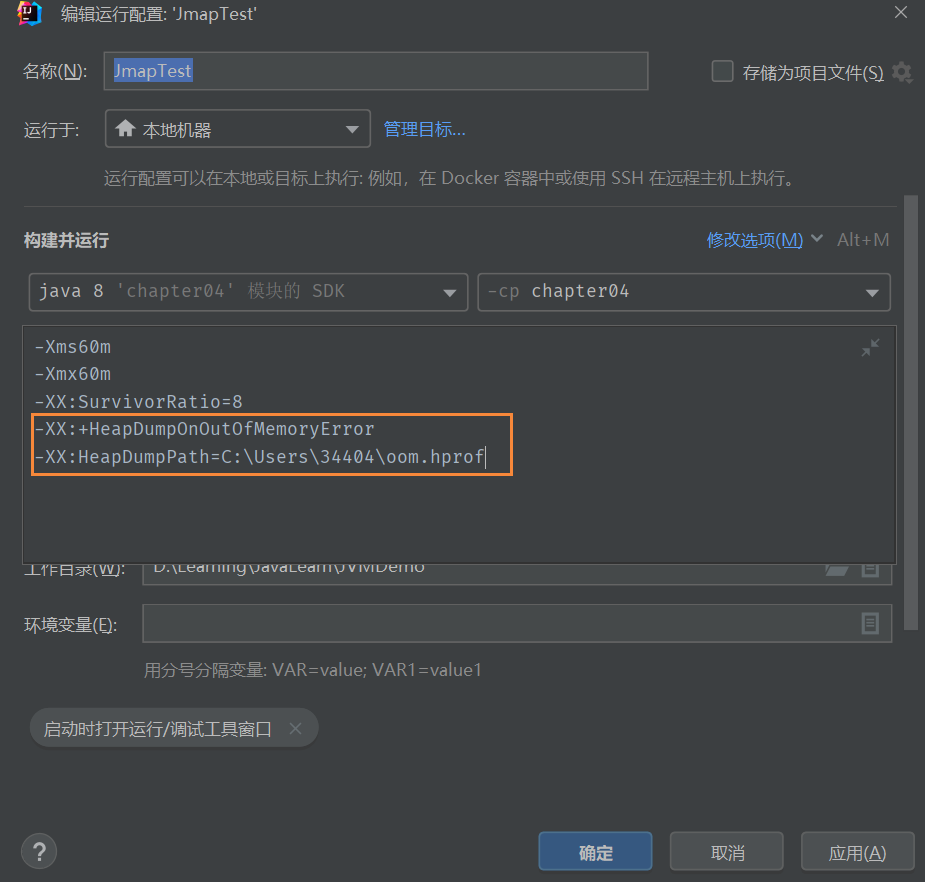 编辑运行配置: 'JmapTest'
名称(N): JmapTest 存储为项目文件(S)
运行于: 本地机器 管理目标...
运行配置可以在本地或目标上执行: 例如，在 Docker 容器中或使用 SSH 在远程主机上执行。
构建并运行 修改选项(M) Alt+M
java 8 'chapter04' 模块的 SDK -cp chapter04
-Xms60m
-Xmx60m
-XX:SurvivorRatio=8
-XX:+HeapDumpOnOutOfMemoryError
-XX:HeapDumpPath=C:\Users\34404\oom.hprof
工作目录(W): D:\Learning\JavaLearn\JVMDemo
环境变量(E):
用分号分隔变量: VAR=value; VAR1=value1
启动时打开运行/调试工具窗口
? 确定 取消 应用(A)